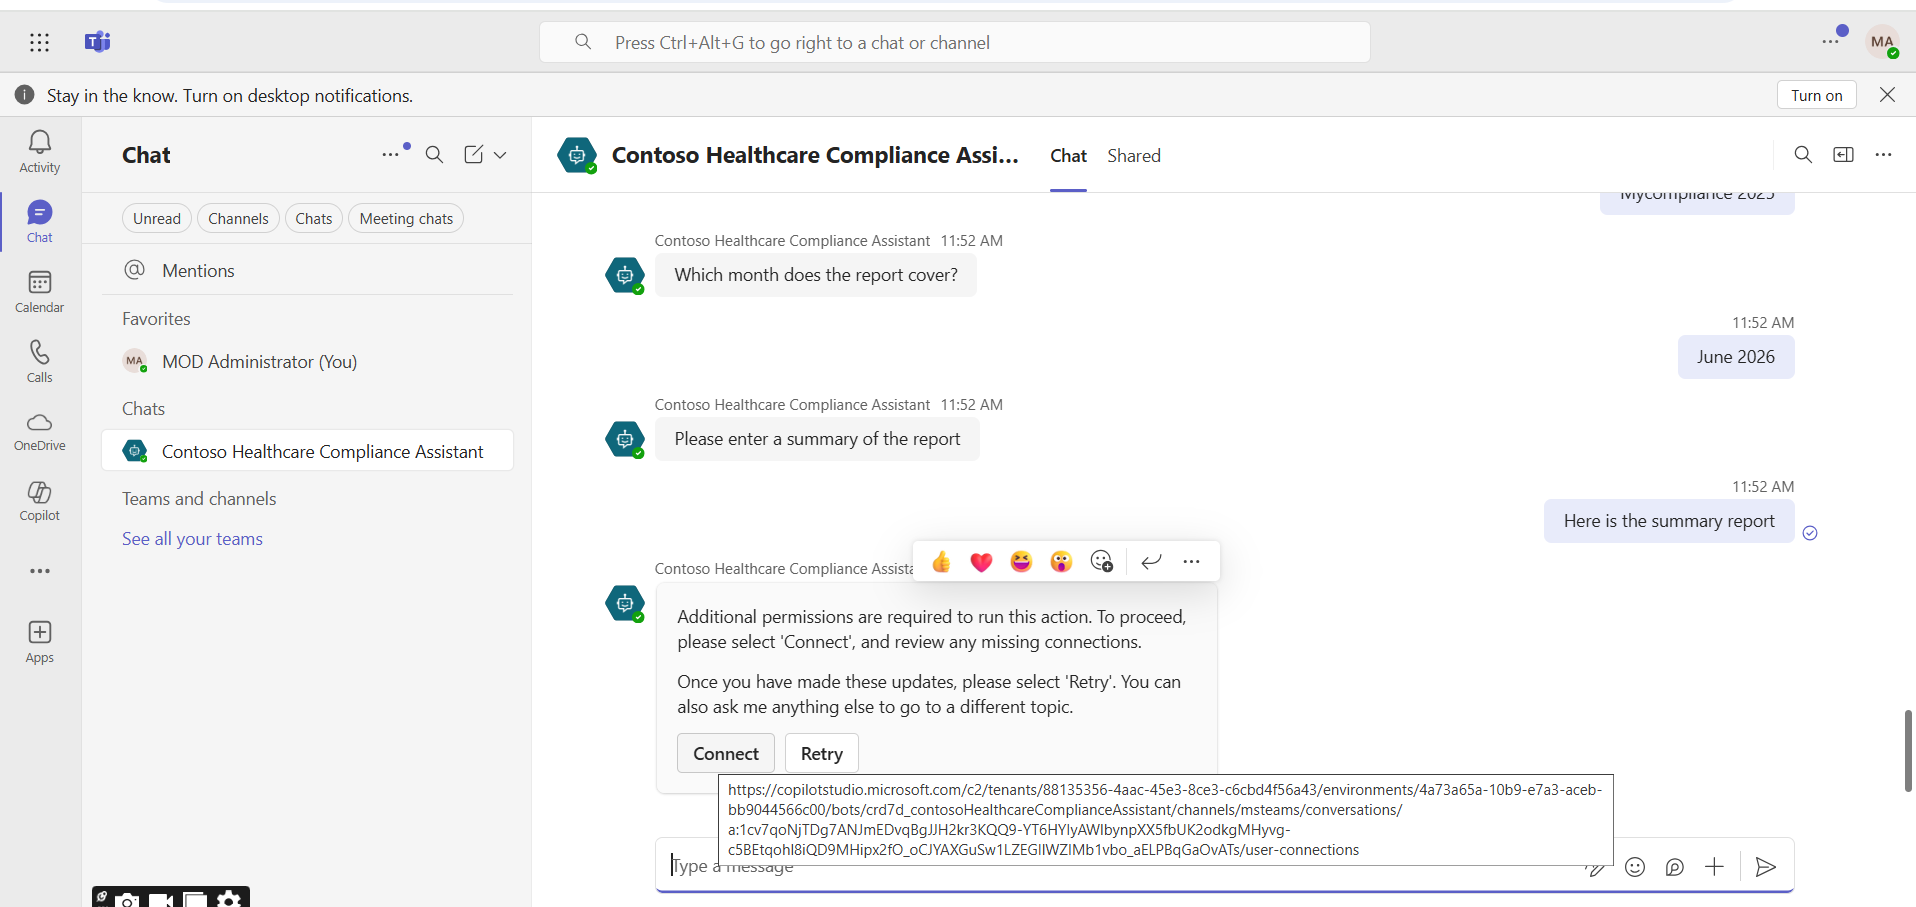 Press Ctrl+Alt+G to go right to a chat or channel
MA
Stay in the know. Turn on desktop notifications.
Turn on
Activity
Chat
Calendar
Calls
OneDrive
Copilot
Apps
Chat
Unread
Channels
Chats
Meeting chats
Mentions
Favorites
MA
MOD Administrator (You)
Chats
Contoso Healthcare Compliance Assistant
Teams and channels
See all your teams
Contoso Healthcare Compliance Assi...
Chat
Shared
Mycompliance 2025
Contoso Healthcare Compliance Assistant 11:52 AM
Which month does the report cover?
11:52 AM
June 2026
Contoso Healthcare Compliance Assistant 11:52 AM
Please enter a summary of the report
11:52 AM
Here is the summary report
Contoso Healthcare Compliance Assista
Additional permissions are required to run this action. To proceed,
please select 'Connect', and review any missing connections.
Once you have made these updates, please select 'Retry'. You can
also ask me anything else to go to a different topic.
Connect
Retry
https://copilotstudio.microsoft.com/c2/tenants/88135356-4aac-45e3-8ce3-c6cbd4f56a43/environments/4a73a65a-10b9-e7a3-aceb-
bb9044566c00/bots/crd7d_contosoHealthcareComplianceAssistant/channels/msteams/conversations/
a:1cv7qoNjTDg7ANJmEDvqBgJJH2kr3KQQ9-YT6HYIyAWIbynpXX5fbUK2odkgMHyvg-
c5BEtqohl8iQD9MHipx2fO_oCJYAXGuSw1LZEGIIWZIMb1vbo_aELPBqGaOvATs/user-connections
Type a message